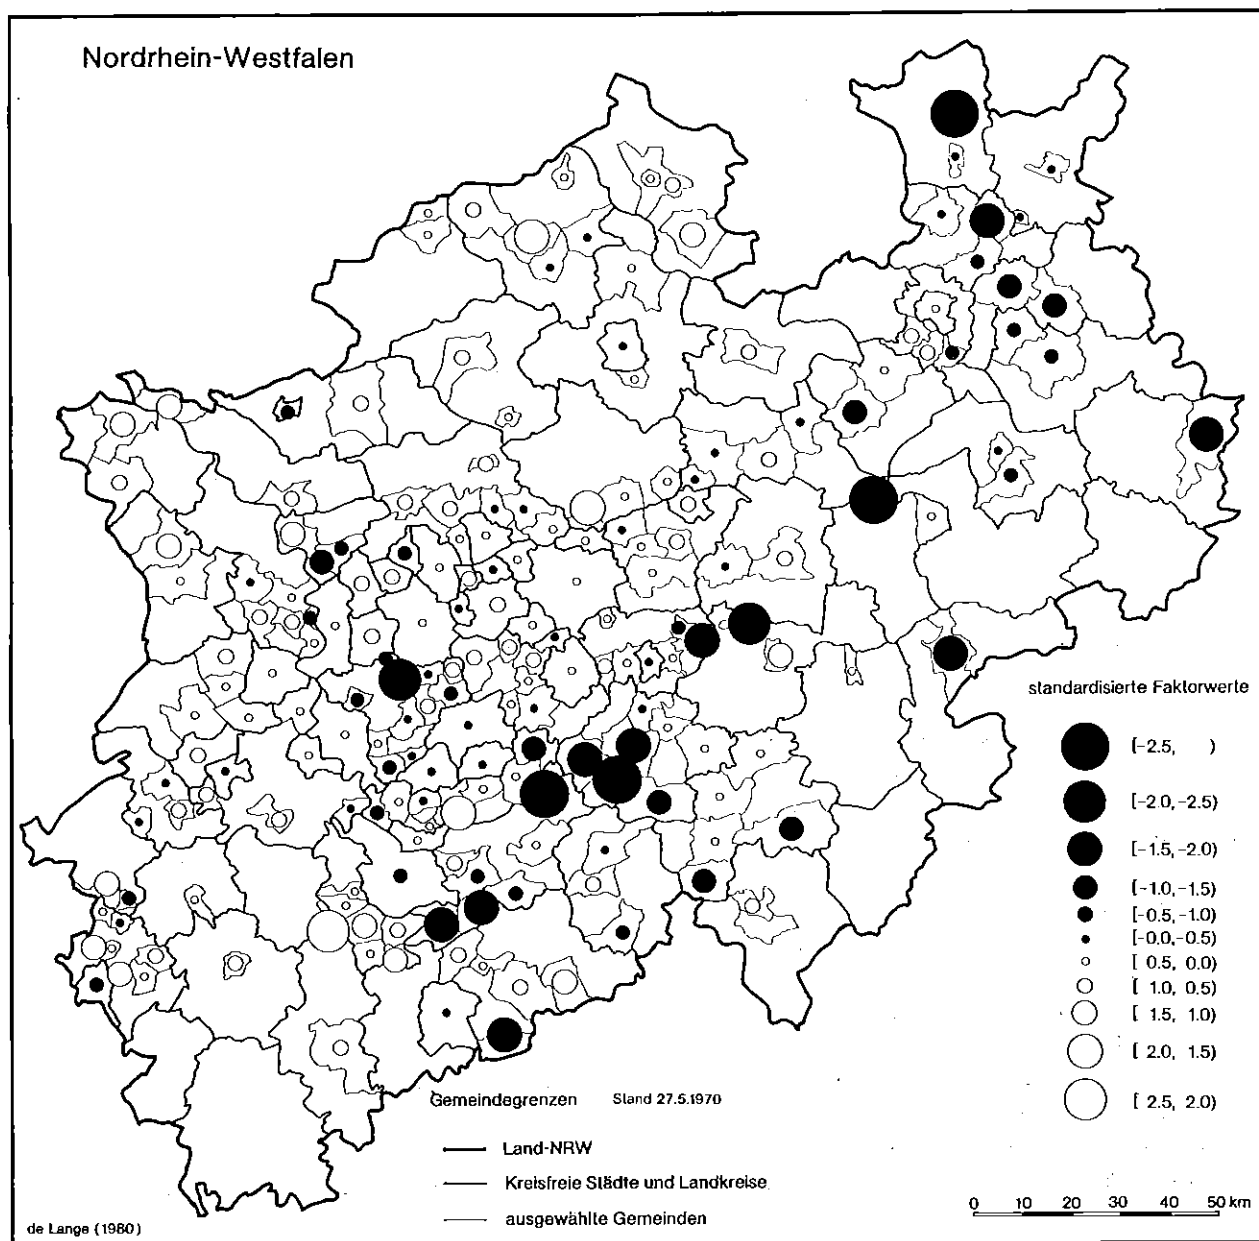 Nordrhein-Westfalen
standardisierte Faktorwerte
[-2.5, )
[-2.0, -2.5)
[-1.5, -2.0)
[-1.0, -1.5)
[-0.5, -1.0)
[-0.0, -0.5)
[ 0.5, 0.0)
[ 1.0, 0.5)
[ 1.5, 1.0)
[ 2.0, 1.5)
[ 2.5, 2.0)
Gemeindegrenzen Stand 27.5.1970
Land-NRW
Kreisfreie Städte und Landkreise
ausgewählte Gemeinden
0 10 20 30 40 50 km
de Lange (1980)